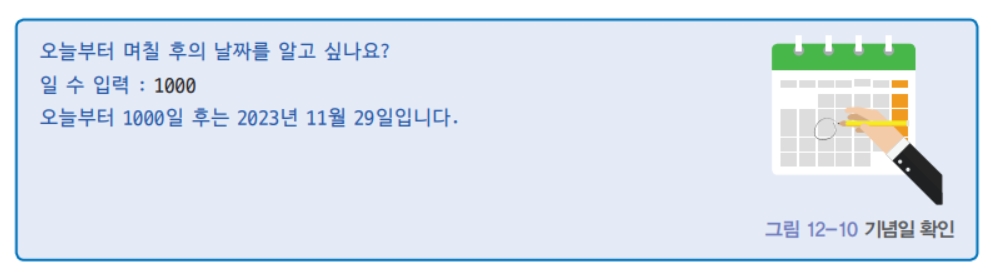 오늘부터 며칠 후의 날짜를 알고 싶나요?
일 수 입력 : 1000
오늘부터 1000일 후는 2023년 11월 29일입니다.
그림 12-10 기념일 확인